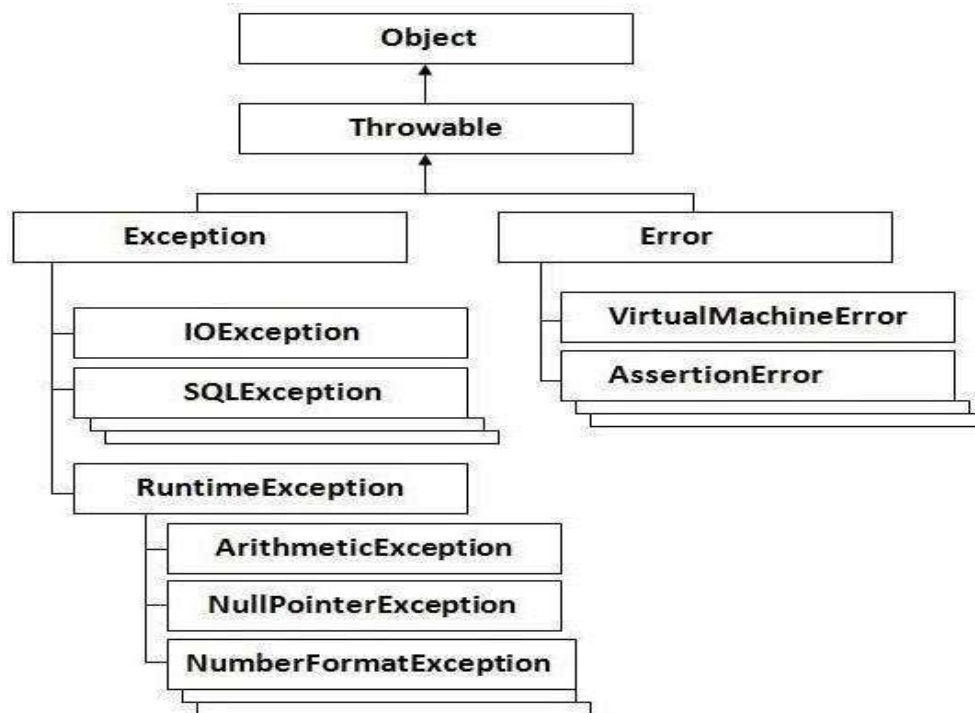 Object
Throwable
Exception
Error
IOException
SQLException
RuntimeException
ArithmeticException
NullPointerException
NumberFormatException
VirtualMachineError
AssertionError